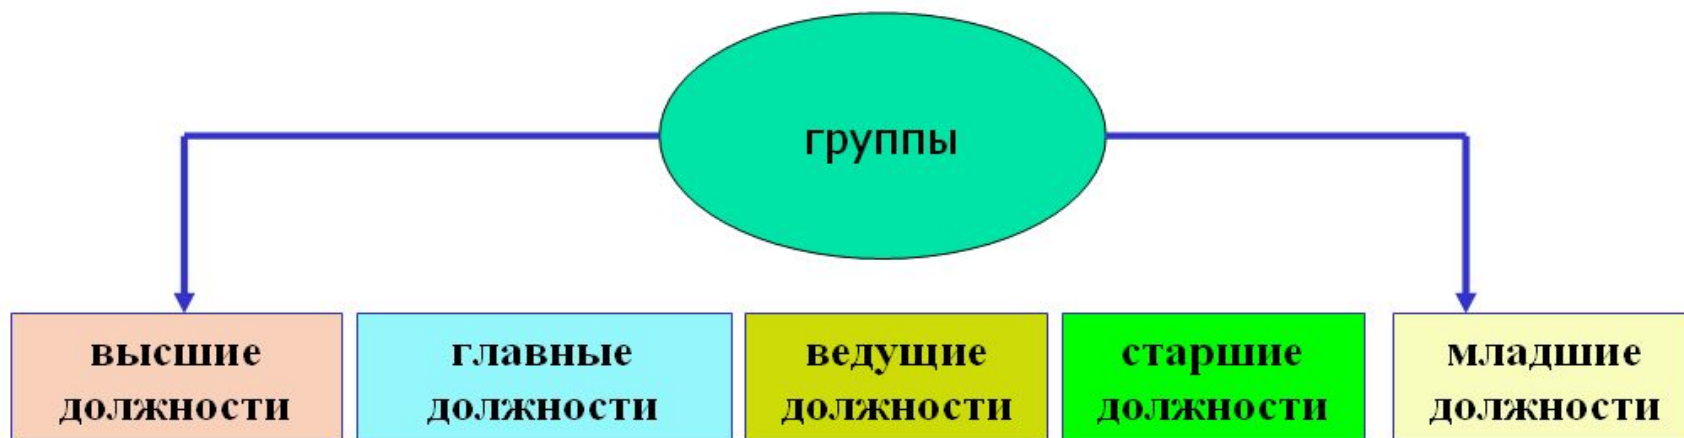 группы
высшие
должности
главные
должности
ведущие
должности
старшие
должности
младшие
должности